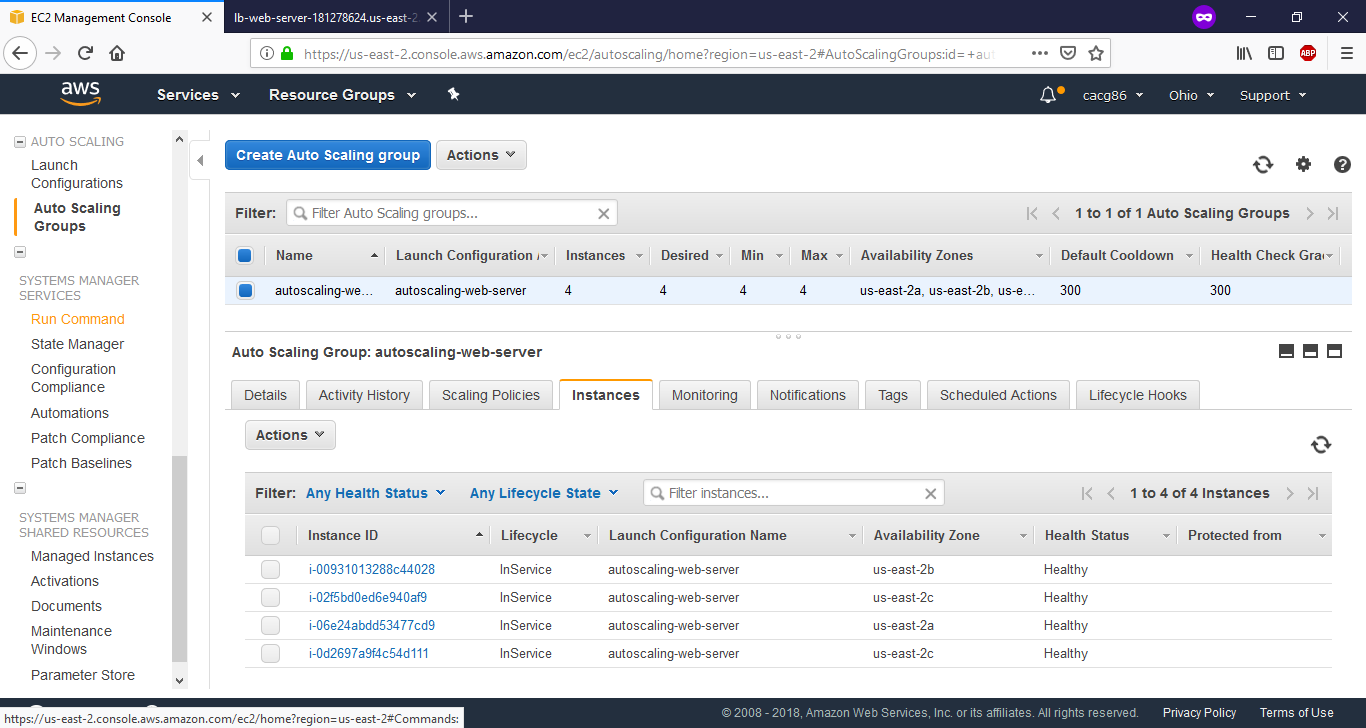 EC2 Management Console
lb-web-server-181278624.us-east-2.
https://us-east-2.console.aws.amazon.com/ec2/autoscaling/home?region=us-east-2#AutoScalingGroups:id=+aut
ABP
aws
Services
Resource Groups
cacg86
Ohio
Support
AUTO SCALING
Launch
Configurations
Auto Scaling
Groups
SYSTEMS MANAGER
SERVICES
Run Command
State Manager
Configuration
Compliance
Automations
Patch Compliance
Patch Baselines
SYSTEMS MANAGER
SHARED RESOURCES
Managed Instances
Activations
Documents
Maintenance
Windows
Parameter Store
Create Auto Scaling group Actions
Filter: Filter Auto Scaling groups... 1 to 1 of 1 Auto Scaling Groups
Name Launch Configuration Instances Desired Min Max Availability Zones Default Cooldown Health Check Grac
autoscaling-we... autoscaling-web-server 4 4 4 4 us-east-2a, us-east-2b, us-e... 300 300
Auto Scaling Group: autoscaling-web-server
Details Activity History Scaling Policies Instances Monitoring Notifications Tags Scheduled Actions Lifecycle Hooks
Actions
Filter: Any Health Status Any Lifecycle State Filter instances... 1 to 4 of 4 Instances
Instance ID Lifecycle Launch Configuration Name Availability Zone Health Status Protected from
i-00931013288c44028 InService autoscaling-web-server us-east-2b Healthy
i-02f5bd0ed6e940af9 InService autoscaling-web-server us-east-2c Healthy
i-06e24abdd53477cd9 InService autoscaling-web-server us-east-2a Healthy
i-0d2697a9f4c54d111 InService autoscaling-web-server us-east-2c Healthy
https://us-east-2.console.aws.amazon.com/ec2/home?region=us-east-2#Commands:
© 2008 - 2018, Amazon Web Services, Inc. or its affiliates. All rights reserved. Privacy Policy Terms of Use